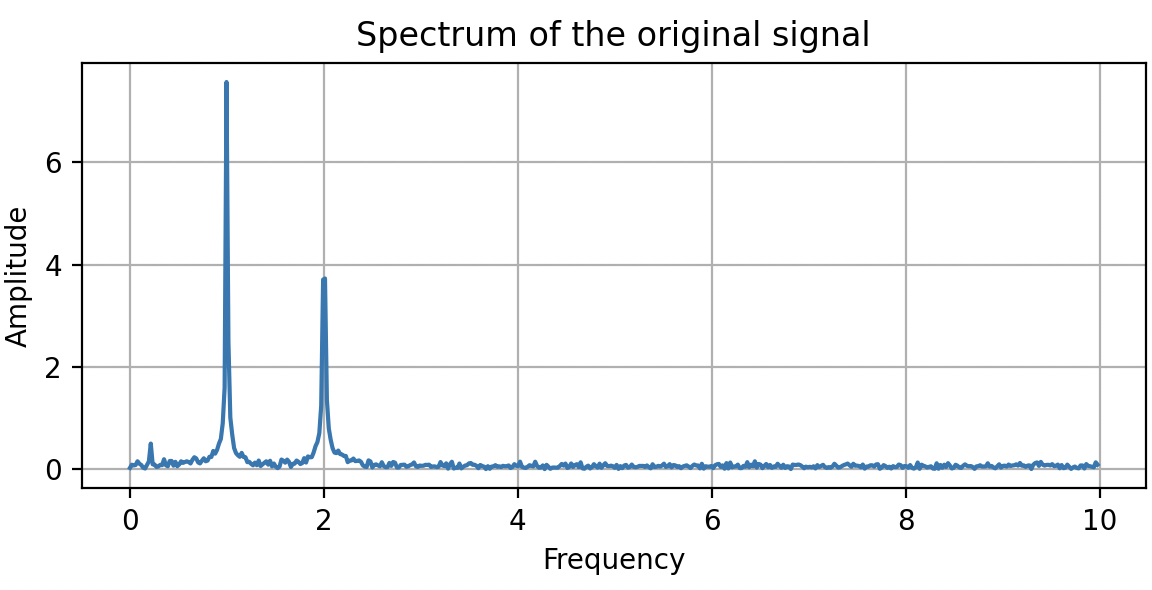 Spectrum of the original signal
Amplitude
6
4
2
0
0 2 4 6 8 10
Frequency